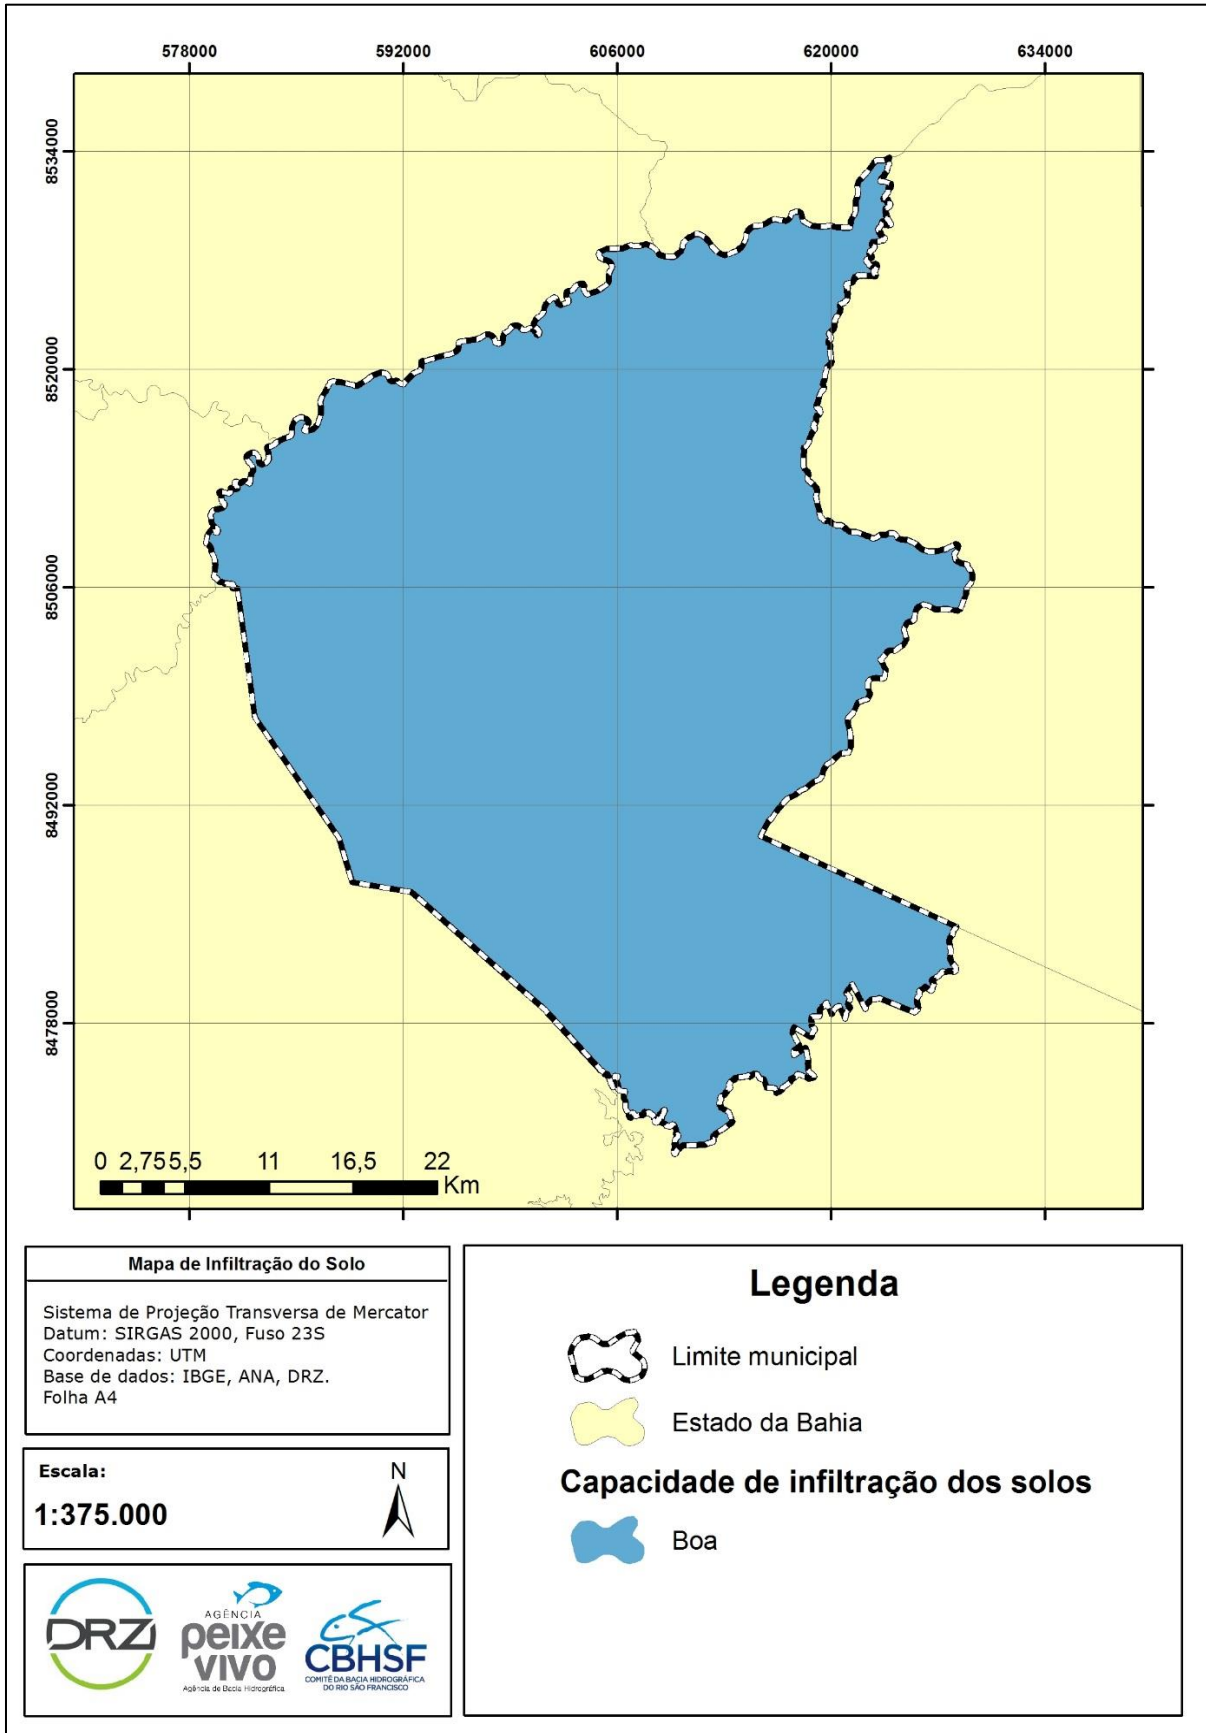 578000 592000 606000 620000 634000
8534000
8520000
8506000
8492000
8478000
0 2,75 5,5 11 16,5 22
Km
Mapa de Infiltração do Solo
Sistema de Projeção Transversa de Mercator
Datum: SIRGAS 2000, Fuso 23S
Coordenadas: UTM
Base de dados: IBGE, ANA, DRZ.
Folha A4
Escala:
1:375.000
N
DRZ
AGÊNCIA
peixe
vivo
Agência de Bacia Hidrográfica
CBHSF
COMITÊ DA BACIA HIDROGRÁFICA
DO RIO SÃO FRANCISCO
Legenda
Limite municipal
Estado da Bahia
Capacidade de infiltração dos solos
Boa